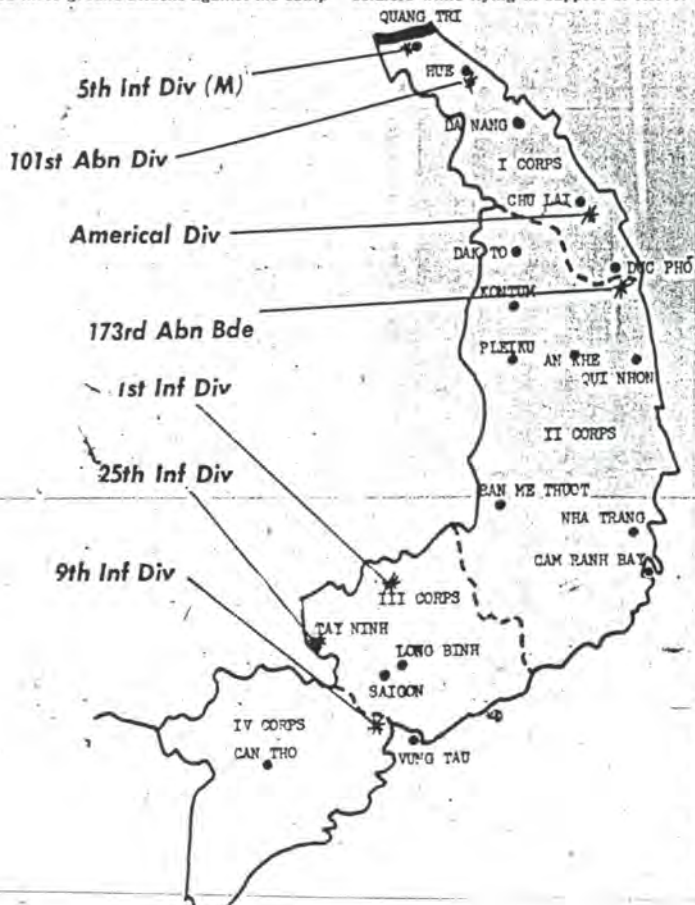 QUANG TRI
5th Inf Div (M)
HUE
101st Abn Div
DA NANG
I CORPS
CHU LAI
Americal Div
DAK TO
DUC PHO
KONTUM
173rd Abn Bde
PLEIKU
AN KHE
QUI NHON
1st Inf Div
II CORPS
25th Inf Div
BAN ME THUOT
NHA TRANG
CAM RANH BAY
9th Inf Div
III CORPS
TAY NINH
LONG BINH
SAIGON
IV CORPS
CAN THO
VUNG TAU